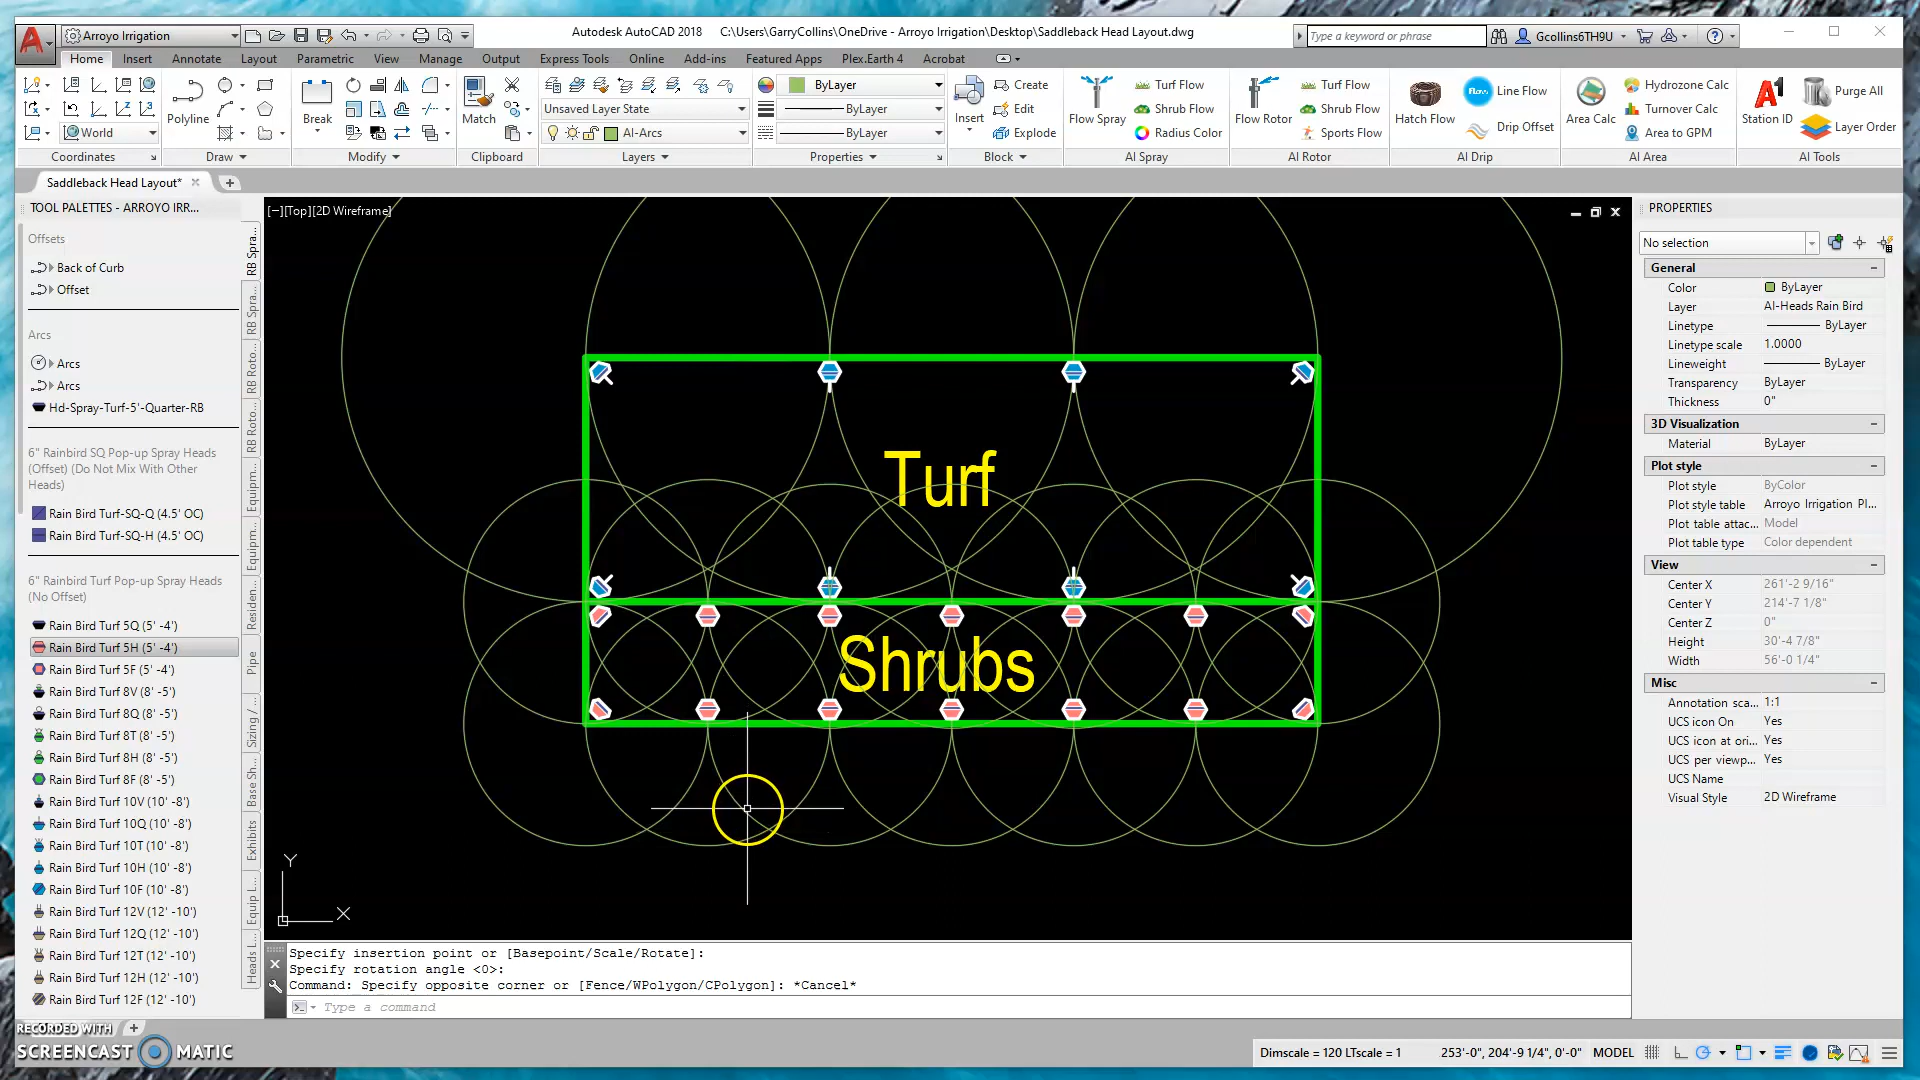 Arroyo Irrigation
Autodesk AutoCAD 2018 C:\Users\GarryCollins\OneDrive - Arroyo Irrigation\Desktop\Saddleback Head Layout.dwg
Type a keyword or phrase
Gcollins6TH9U
Home Insert Annotate Layout Parametric View Manage Output Express Tools Online Add-ins Featured Apps Plex.Earth 4 Acrobat
Polyline
World
Coordinates
Draw
Break
Modify
Match
Clipboard
Unsaved Layer State
AI-Arcs
Layers
ByLayer
ByLayer
ByLayer
Properties
Insert
Create
Edit
Explode
Block
Flow Spray
Turf Flow
Shrub Flow
Radius Color
AI Spray
Flow Rotor
Turf Flow
Shrub Flow
Sports Flow
AI Rotor
Hatch Flow
Flow
Line Flow
Drip Offset
AI Drip
Area Calc
Hydrozone Calc
Turnover Calc
Area to GPM
AI Area
A1
Station ID
Purge All
Layer Order
AI Tools
Saddleback Head Layout*
TOOL PALETTES - ARROYO IRR...
Offsets
Back of Curb
Offset
Arcs
Arcs
Arcs
Hd-Spray-Turf-5'-Quarter-RB
6" Rainbird SQ Pop-up Spray Heads
(Offset) (Do Not Mix With Other
Heads)
Rain Bird Turf-SQ-Q (4.5' OC)
Rain Bird Turf-SQ-H (4.5' OC)
6" Rainbird Turf Pop-up Spray Heads
(No Offset)
Rain Bird Turf 5Q (5' -4')
Rain Bird Turf 5H (5' -4')
Rain Bird Turf 5F (5' -4')
Rain Bird Turf 8V (8' -5')
Rain Bird Turf 8Q (8' -5')
Rain Bird Turf 8T (8' -5')
Rain Bird Turf 8H (8' -5')
Rain Bird Turf 8F (8' -5')
Rain Bird Turf 10V (10' -8')
Rain Bird Turf 10Q (10' -8')
Rain Bird Turf 10T (10' -8')
Rain Bird Turf 10H (10' -8')
Rain Bird Turf 10F (10' -8')
Rain Bird Turf 12V (12' -10')
Rain Bird Turf 12Q (12' -10')
Rain Bird Turf 12T (12' -10')
Rain Bird Turf 12H (12' -10')
Rain Bird Turf 12F (12' -10')
RB Spra...
RB Spra...
RB Roto...
RB Roto...
Equipm...
Equipm...
Residen...
Pipe
Sizing / ...
Base Sh...
Exhibits
Equip L...
Heads L...
[−][Top][2D Wireframe]
Turf
Shrubs
Y
X
Specify insertion point or [Basepoint/Scale/Rotate]:
Specify rotation angle <0>:
Command: Specify opposite corner or [Fence/WPolygon/CPolygon]: *Cancel*
Type a command
PROPERTIES
No selection
General
Color ByLayer
Layer AI-Heads Rain Bird
Linetype ByLayer
Linetype scale 1.0000
Lineweight ByLayer
Transparency ByLayer
Thickness 0"
3D Visualization
Material ByLayer
Plot style
Plot style ByColor
Plot style table Arroyo Irrigation Pl...
Plot table attac... Model
Plot table type Color dependent
View
Center X 261'-2 9/16"
Center Y 214'-7 1/8"
Center Z 0"
Height 30'-4 7/8"
Width 56'-0 1/4"
Misc
Annotation sca... 1:1
UCS icon On Yes
UCS icon at ori... Yes
UCS per viewp... Yes
UCS Name
Visual Style 2D Wireframe
RECORDED WITH
SCREENCAST MATIC
Dimscale = 120 LTscale = 1 253'-0", 204'-9 1/4", 0'-0" MODEL